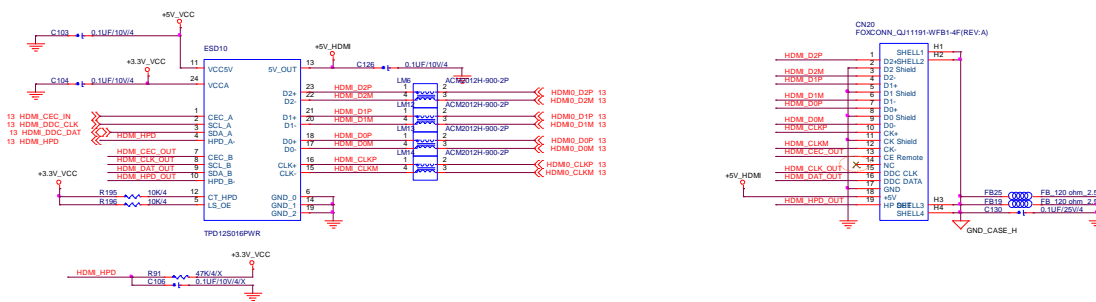 +5V_VCC
C103 0.1UF/10V/4
ESD10
+3.3V_VCC
11 VCC5V
5V_OUT 13
+5V_HDMI
C126 0.1UF/10V/4
C104 0.1UF/10V/4
24 VCCA
D2+ 23 HDMI_D2P
LM6 ACM2012H-900-2P
1 2
HDMI0_D2P 13
D2- 22 HDMI_D2M
4 3
HDMI0_D2M 13
LM12 ACM2012H-900-2P
13 HDMI_CEC_IN
1 CEC_A
D1+ 21 HDMI_D1P
1 2
HDMI0_D1P 13
13 HDMI_DDC_CLK
2 SCL_A
D1- 20 HDMI_D1M
4 3
HDMI0_D1M 13
13 HDMI_DDC_DAT
3 SDA_A
LM13 ACM2012H-900-2P
13 HDMI_HPD
HDMI_HPD 4 HPD_A-
D0+ 18 HDMI_D0P
1 2
HDMI0_D0P 13
D0- 17 HDMI_D0M
4 3
HDMI0_D0M 13
LM14 ACM2012H-900-2P
HDMI_CEC_OUT 7 CEC_B
HDMI_CLK_OUT 8 SCL_B
CLK+ 16 HDMI_CLKP
1 2
HDMI0_CLKP 13
HDMI_DAT_OUT 9 SDA_B
CLK- 15 HDMI_CLKM
4 3
HDMI0_CLKM 13
HDMI_HPD_OUT 10 HPD_B-
+3.3V_VCC
R195 10K/4
12 CT_HPD
GND_0 6
R196 10K/4
5 LS_OE
GND_1 14
GND_2 19
TPD12S016PWR
+3.3V_VCC
HDMI_HPD
R91 47K/4/X
C106 0.1UF/10V/4/X
CN20
FOXCONN_QJ11191-WFB1-4F(REV:A)
SHELL1 H1
HDMI_D2P 1 D2+
SHELL2 H2
2 D2 Shield
HDMI_D2M 3 D2-
HDMI_D1P 4 D1+
5 D1 Shield
HDMI_D1M 6 D1-
HDMI_D0P 7 D0+
8 D0 Shield
HDMI_D0M 9 D0-
HDMI_CLKP 10 CK+
11 CK Shield
HDMI_CLKM 12 CK-
HDMI_CEC_OUT 13 CE Remote
14 NC
HDMI_CLK_OUT 15 DDC CLK
HDMI_DAT_OUT 16 DDC DATA
17 GND
+5V_HDMI
18 +5V
HDMI_HPD_OUT 19 HP DET
SHELL3 H3
SHELL4 H4
FB25 FB_120 ohm_2.5
FB19 FB_120 ohm_2.5
C130 0.1UF/25V/4
GND_CASE_H